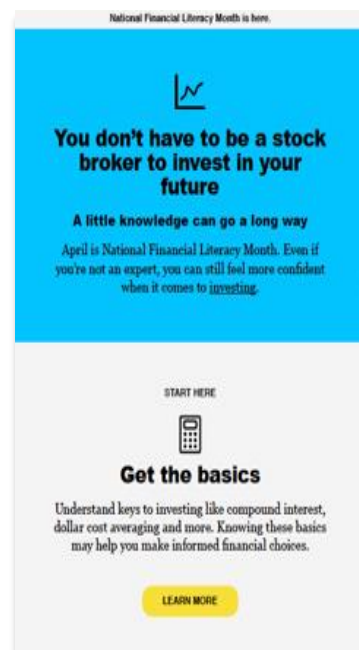 National Financial Literacy Month is here.
You don't have to be a stock
broker to invest in your
future
A little knowledge can go a long way
April is National Financial Literacy Month. Even if
you're not an expert, you can still feel more confident
when it comes to investing.
START HERE
Get the basics
Understand keys to investing like compound interest,
dollar cost averaging and more. Knowing these basics
may help you make informed financial choices.
LEARN MORE